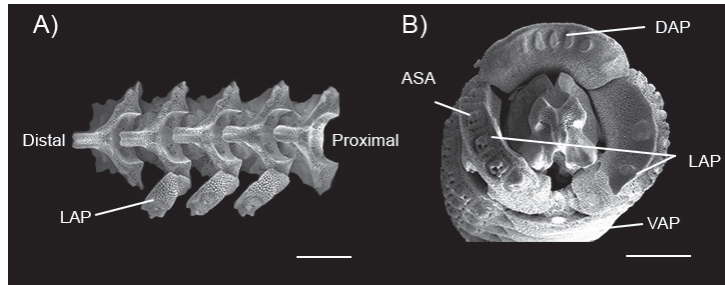 A)
B)
DAP
ASA
Distal
Proximal
LAP
LAP
VAP